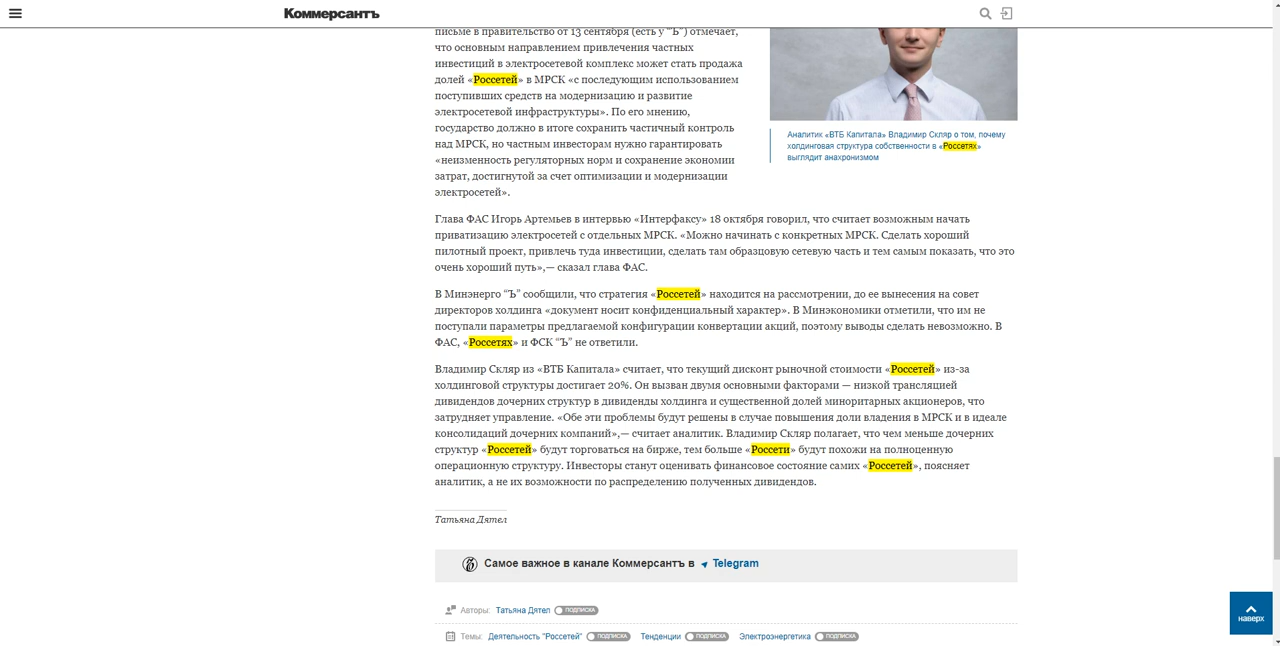 Коммерсантъ
письме в правительство от 13 сентября (есть у “Ъ”) отмечает,
что основным направлением привлечения частных
инвестиций в электросетевой комплекс может стать продажа
долей «Россетей» в МРСК «с последующим использованием
поступивших средств на модернизацию и развитие
электросетевой инфраструктуры». По его мнению,
государство должно в итоге сохранить частичный контроль
над МРСК, но частным инвесторам нужно гарантировать
«неизменность регуляторных норм и сохранение экономии
затрат, достигнутой за счет оптимизации и модернизации
электросетей».
Аналитик «ВТБ Капитала» Владимир Скляр о том, почему
холдинговая структура собственности в «Россетях»
выглядит анахронизмом
Глава ФАС Игорь Артемьев в интервью «Интерфаксу» 18 октября говорил, что считает возможным начать
приватизацию электросетей с отдельных МРСК. «Можно начинать с конкретных МРСК. Сделать хороший
пилотный проект, привлечь туда инвестиции, сделать там образцовую сетевую часть и тем самым показать, что это
очень хороший путь»,— сказал глава ФАС.
В Минэнерго “Ъ” сообщили, что стратегия «Россетей» находится на рассмотрении, до ее вынесения на совет
директоров холдинга «документ носит конфиденциальный характер». В Минэкономики отметили, что им не
поступали параметры предлагаемой конфигурации конвертации акций, поэтому выводы сделать невозможно. В
ФАС, «Россетях» и ФСК “Ъ” не ответили.
Владимир Скляр из «ВТБ Капитала» считает, что текущий дисконт рыночной стоимости «Россетей» из-за
холдинговой структуры достигает 20%. Он вызван двумя основными факторами — низкой трансляцией
дивидендов дочерних структур в дивиденды холдинга и существенной долей миноритарных акционеров, что
затрудняет управление. «Обе эти проблемы будут решены в случае повышения доли владения в МРСК и в идеале
консолидаций дочерних компаний»,— считает аналитик. Владимир Скляр полагает, что чем меньше дочерних
структур «Россетей» будут торговаться на бирже, тем больше «Россети» будут похожи на полноценную
операционную структуру. Инвесторы станут оценивать финансовое состояние самих «Россетей», поясняет
аналитик, а не их возможности по распределению полученных дивидендов.
Татьяна Дятел
Самое важное в канале Коммерсантъ в Telegram
Авторы: Татьяна Дятел ПОДПИСКА
Темы: Деятельность "Россетей" ПОДПИСКА Тенденции ПОДПИСКА Электроэнергетика ПОДПИСКА
наверх